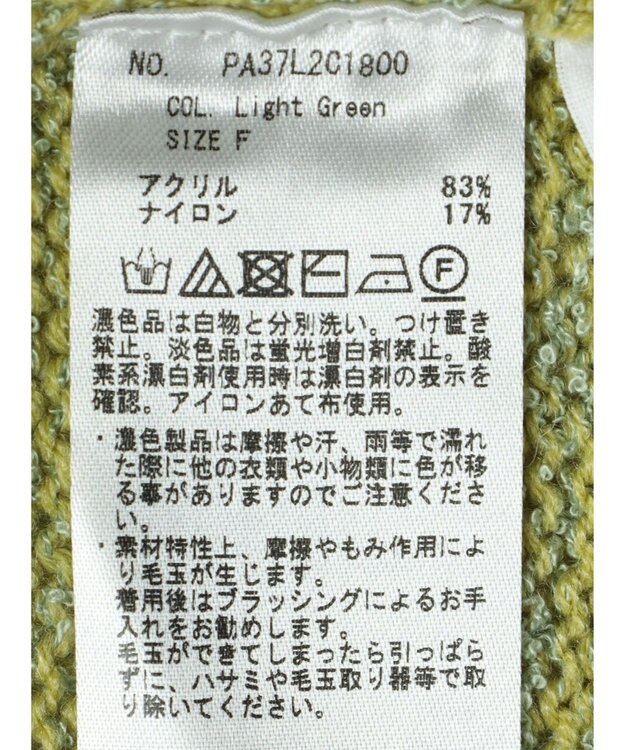 NO. PA37L2C1800
COL. Light Green
SIZE F
アクリル 83%
ナイロン 17%
F
濃色品は白物と分別洗い。つけ置き
禁止。淡色品は蛍光増白剤禁止。酸
素系漂白剤使用時は漂白剤の表示を
確認。アイロンあて布使用。
・濃色製品は摩擦や汗、雨等で濡れ
た際に他の衣類や小物類に色が移
る事がありますのでご注意くださ
い。
・素材特性上、摩擦やもみ作用によ
り毛玉が生じます。
着用後はブラッシングによるお手
入れをお勧めします。
毛玉ができてしまったら引っぱら
ずに、ハサミや毛玉取り器等で取
り除いてください。